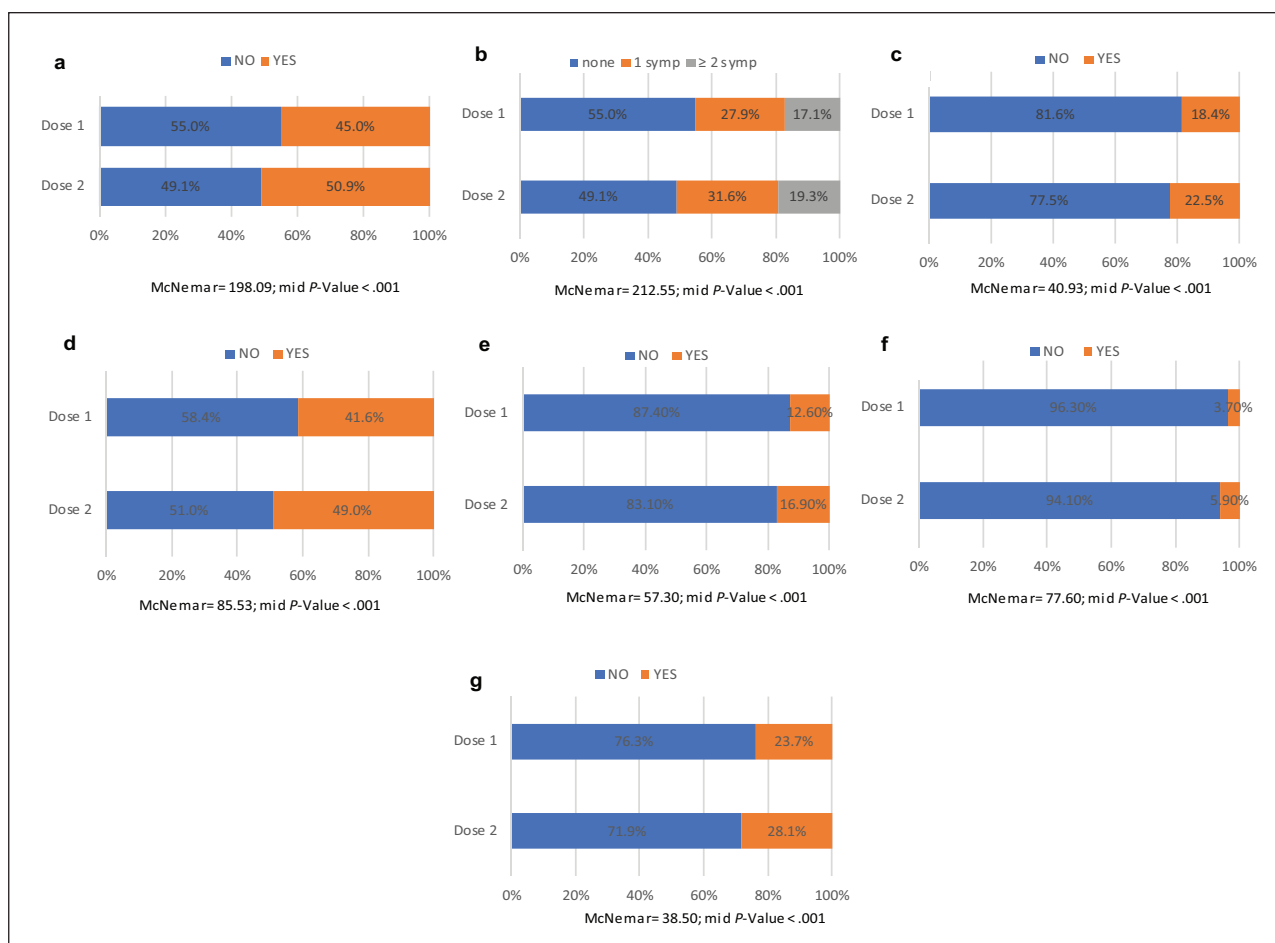 a
NO YES
Dose 1 55.0% 45.0%
Dose 2 49.1% 50.9%
0% 20% 40% 60% 80% 100%
McNemar= 198.09; mid P-Value < .001
b
none 1 symp ≥ 2 symp
Dose 1 55.0% 27.9% 17.1%
Dose 2 49.1% 31.6% 19.3%
0% 20% 40% 60% 80% 100%
McNemar= 212.55; mid P-Value < .001
c
NO YES
Dose 1 81.6% 18.4%
Dose 2 77.5% 22.5%
0% 20% 40% 60% 80% 100%
McNemar= 40.93; mid P-Value < .001
d
NO YES
Dose 1 58.4% 41.6%
Dose 2 51.0% 49.0%
0% 20% 40% 60% 80% 100%
McNemar= 85.53; mid P-Value < .001
e
NO YES
Dose 1 87.40% 12.60%
Dose 2 83.10% 16.90%
0% 20% 40% 60% 80% 100%
McNemar= 57.30; mid P-Value < .001
f
NO YES
Dose 1 96.30% 3.70%
Dose 2 94.10% 5.90%
0% 20% 40% 60% 80% 100%
McNemar= 77.60; mid P-Value < .001
g
NO YES
Dose 1 76.3% 23.7%
Dose 2 71.9% 28.1%
0% 20% 40% 60% 80% 100%
McNemar= 38.50; mid P-Value < .001